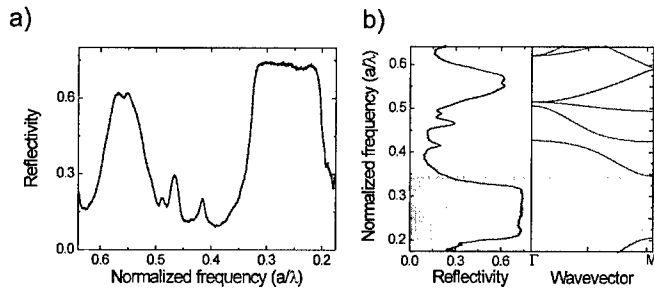 a)
Reflectivity
0.6
0.3
0.0
0.6 0.5 0.4 0.3 0.2
Normalized frequency (a/λ)
b)
Normalized frequency (a/λ)
0.6
0.5
0.4
0.3
0.2
0.0 0.3 0.6 Γ M
Reflectivity Wavevector